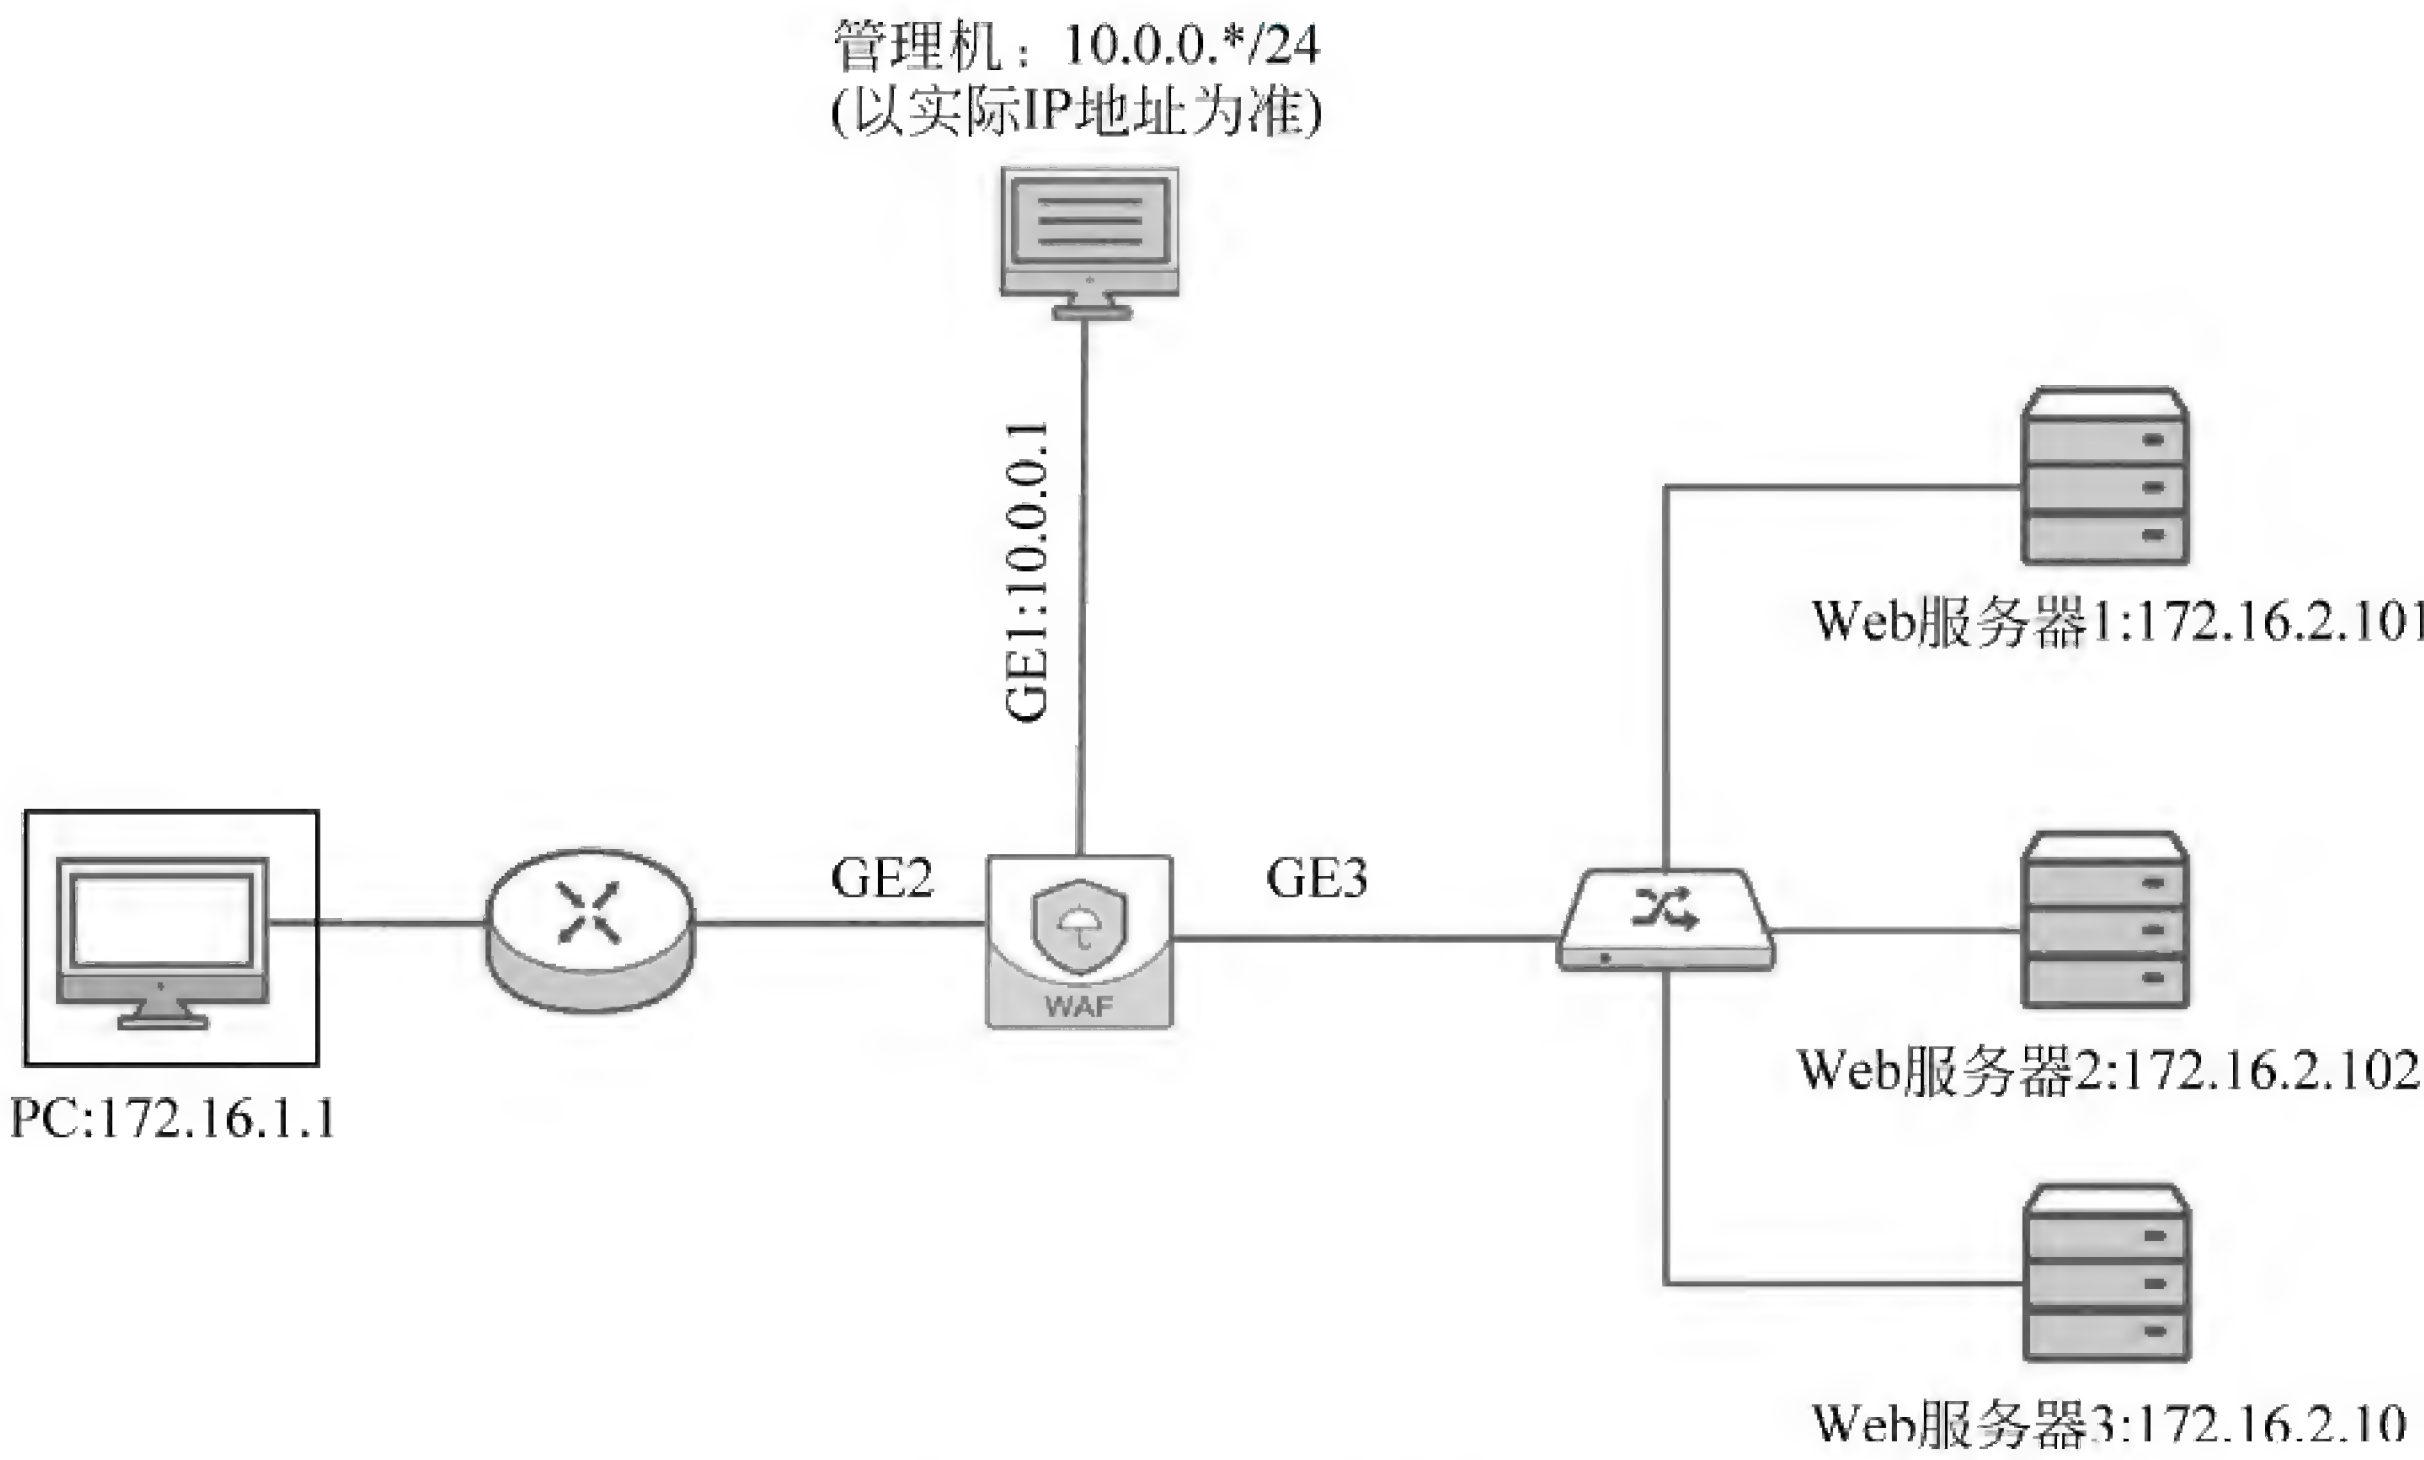 管理机：10.0.0.*/24
(以实际IP地址为准)
GE1:10.0.0.1
Web服务器1:172.16.2.101
GE2
GE3
WAF
Web服务器2:172.16.2.102
PC:172.16.1.1
Web服务器3:172.16.2.10